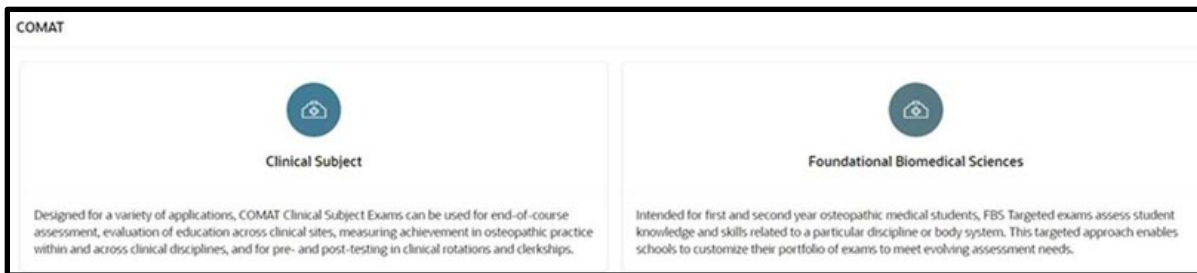 COMAT
Clinical Subject
Designed for a variety of applications, COMAT Clinical Subject Exams can be used for end-of-course
assessment, evaluation of education across clinical sites, measuring achievement in osteopathic practice
within and across clinical disciplines, and for pre- and post-testing in clinical rotations and clerkships.
Foundational Biomedical Sciences
Intended for first and second year osteopathic medical students, FBS Targeted exams assess student
knowledge and skills related to a particular discipline or body system. This targeted approach enables
schools to customize their portfolio of exams to meet evolving assessment needs.